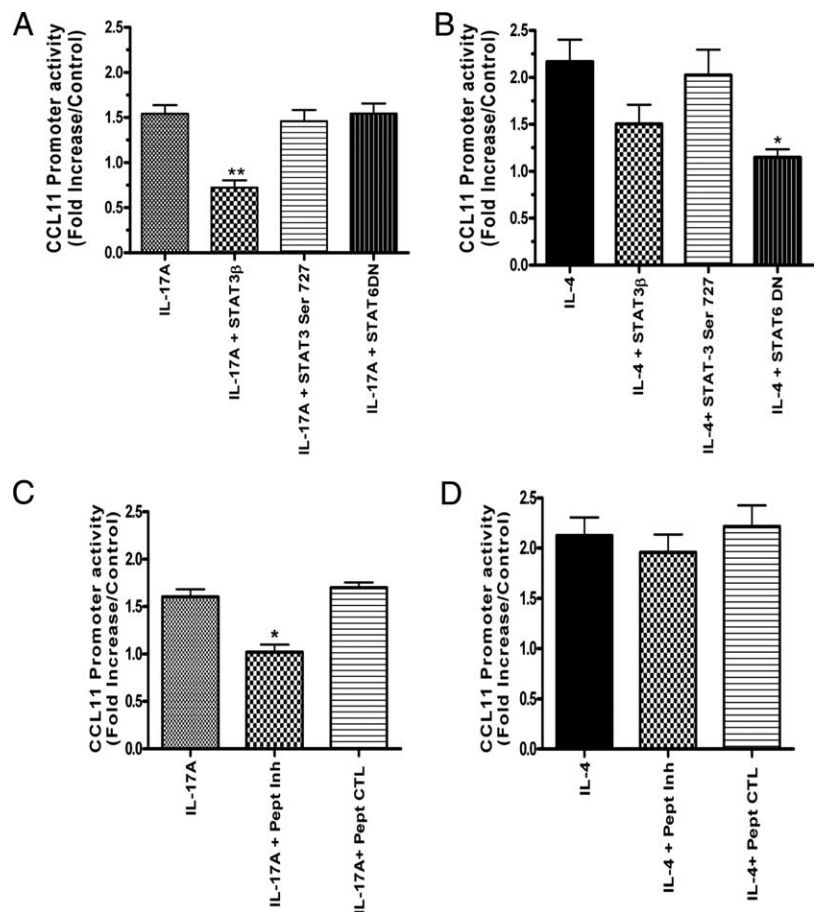 A
CCL11 Promoter activity
(Fold Increase/Control)
2.5
2.0
1.5
1.0
0.5
0.0
**
IL-17A
IL-17A + STAT3β
IL-17A + STAT3 Ser 727
IL-17A + STAT6DN
B
CCL11 Promoter activity
(Fold Increase/Control)
2.5
2.0
1.5
1.0
0.5
0.0
*
IL-4
IL-4 + STAT3β
IL-4+ STAT-3 Ser 727
IL-4 + STAT6 DN
C
CCL11 Promoter activity
(Fold Increase/Control)
2.5
2.0
1.5
1.0
0.5
0.0
*
IL-17A
IL-17A + Pept Inh
IL-17A+ Pept CTL
D
CCL11 Promoter activity
(Fold Increase/Control)
2.5
2.0
1.5
1.0
0.5
0.0
IL-4
IL-4 + Pept Inh
IL-4+ Pept CTL